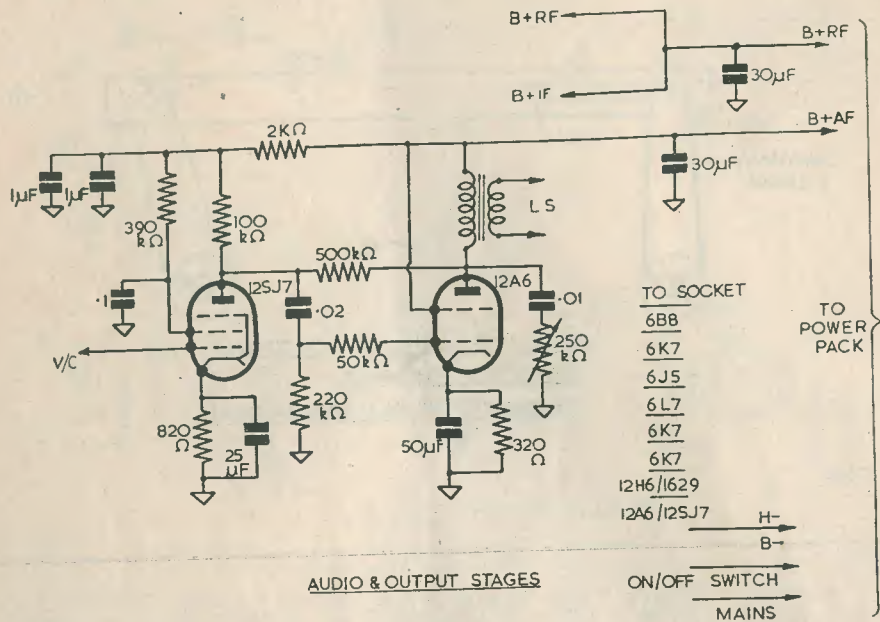 B+RF
B+RF
30µF
B+IF
B+AF
2KΩ
30µF
1µF
1µF
390
kΩ
100
kΩ
LS
500kΩ
12SJ7
12A6
.1
.02
.01
V/C
50kΩ
250
kΩ
220
kΩ
820
Ω
25
µF
50µF
320
Ω
TO SOCKET
6B8
6K7
6J5
6L7
6K7
6K7
12H6/1629
12A6/12SJ7
TO
POWER
PACK
H-
B-
AUDIO & OUTPUT STAGES
ON/OFF SWITCH
MAINS